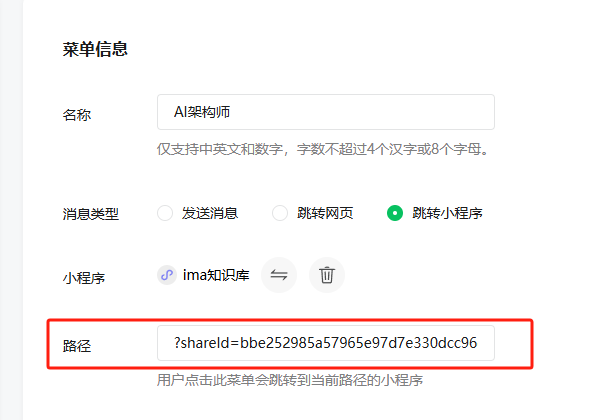 菜单信息
名称 AI架构师
仅支持中英文和数字，字数不超过4个汉字或8个字母。
消息类型 发送消息 跳转网页 跳转小程序
小程序 ima知识库
路径 ?shareId=bbe252985a57965e97d7e330dcc96
用户点击此菜单会跳转到当前路径的小程序